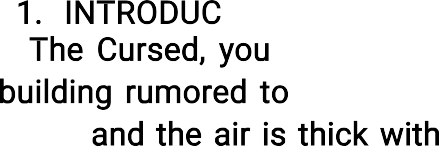 1. INTRODUC
The Cursed, you
building rumored to
and the air is thick with